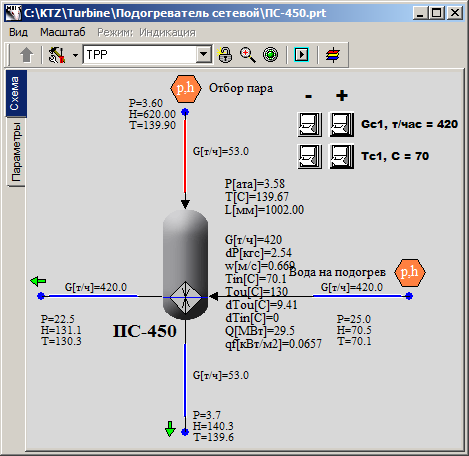 C:\KTZ\Turbine\Подогреватель сетевой\ПС-450.prt
Вид Масштаб Режим: Индикация
TPP
Схема
Параметры
p,h
Отбор пара
P=3.60
H=620.00
T=139.90
G[т/ч]=53.0
- +
Gc1, т/час = 420
Tc1, C = 70
P[ата]=3.58
T[C]=139.67
L[мм]=1002.00
G[т/ч]=420
dP[кгс]=2.54
w[м/с]=0.669
Tin[C]=70.1
Tou[C]=130
dTou[C]=9.41
dTin[C]=0
Q[МВт]=29.5
qf[кВт/м2]=0.0657
Вода на подогрев
p,h
G[т/ч]=420.0
G[т/ч]=420.0
P=22.5
H=131.1
T=130.3
ПС-450
P=25.0
H=70.5
T=70.1
G[т/ч]=53.0
P=3.7
H=140.3
T=139.6